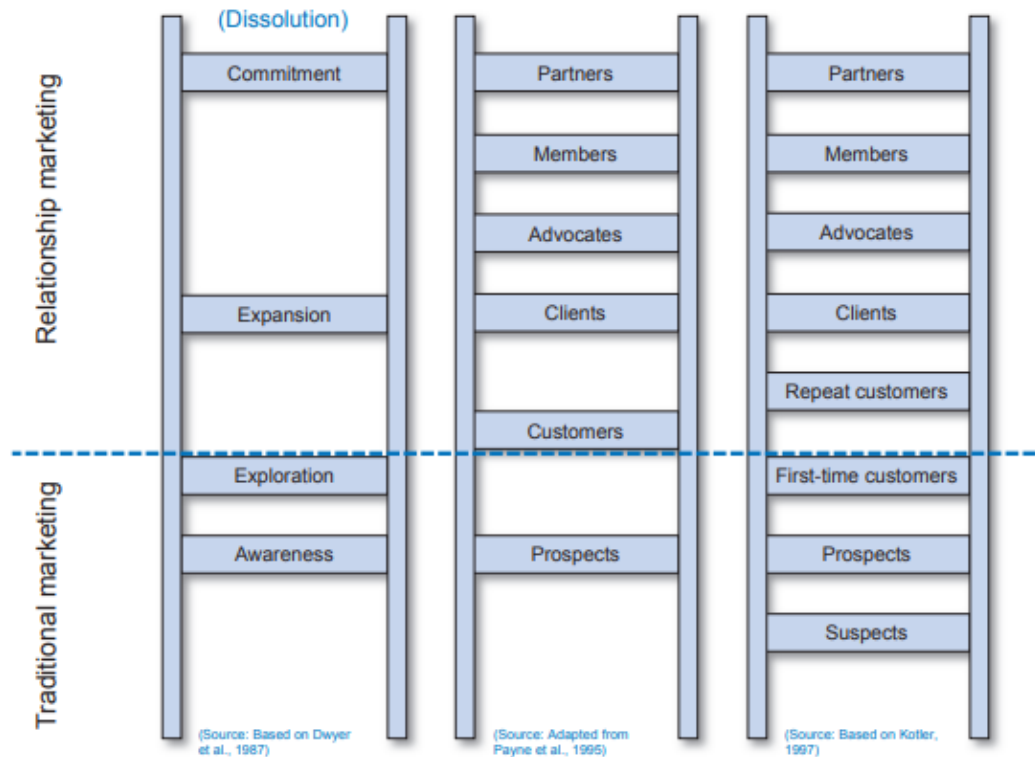 Relationship marketing
Traditional marketing
(Dissolution)
Commitment
Expansion
Exploration
Awareness
(Source: Based on Dwyer
et al., 1987)
Partners
Members
Advocates
Clients
Customers
Prospects
(Source: Adapted from
Payne et al., 1995)
Partners
Members
Advocates
Clients
Repeat customers
First-time customers
Prospects
Suspects
(Source: Based on Kotler,
1997)